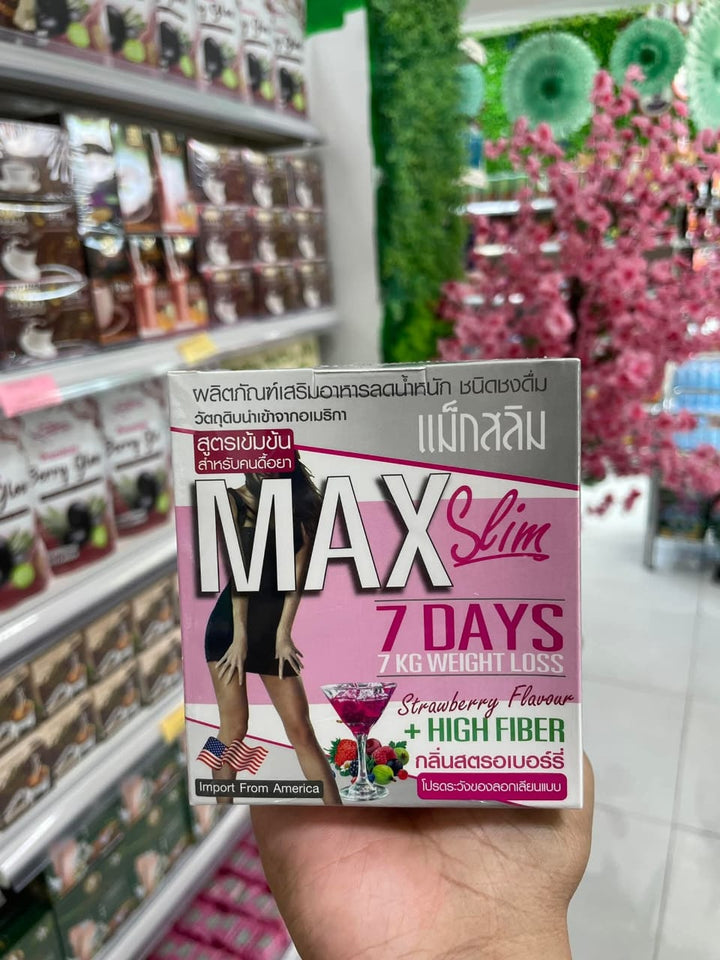 ผลิตภัณฑ์เสริมอาหารลดน้ำหนัก ชนิดชงดื่ม
วัตถุดิบนำเข้าจากอเมริกา
แม็กสลิม
สูตรเข้มข้น
สำหรับคนดื้อยา
MAX Slim
7 DAYS
7 KG WEIGHT LOSS
Strawberry Flavour
+ HIGH FIBER
กลิ่นสตรอเบอร์รี่
Import From America
โปรดระวังของลอกเลียนแบบ